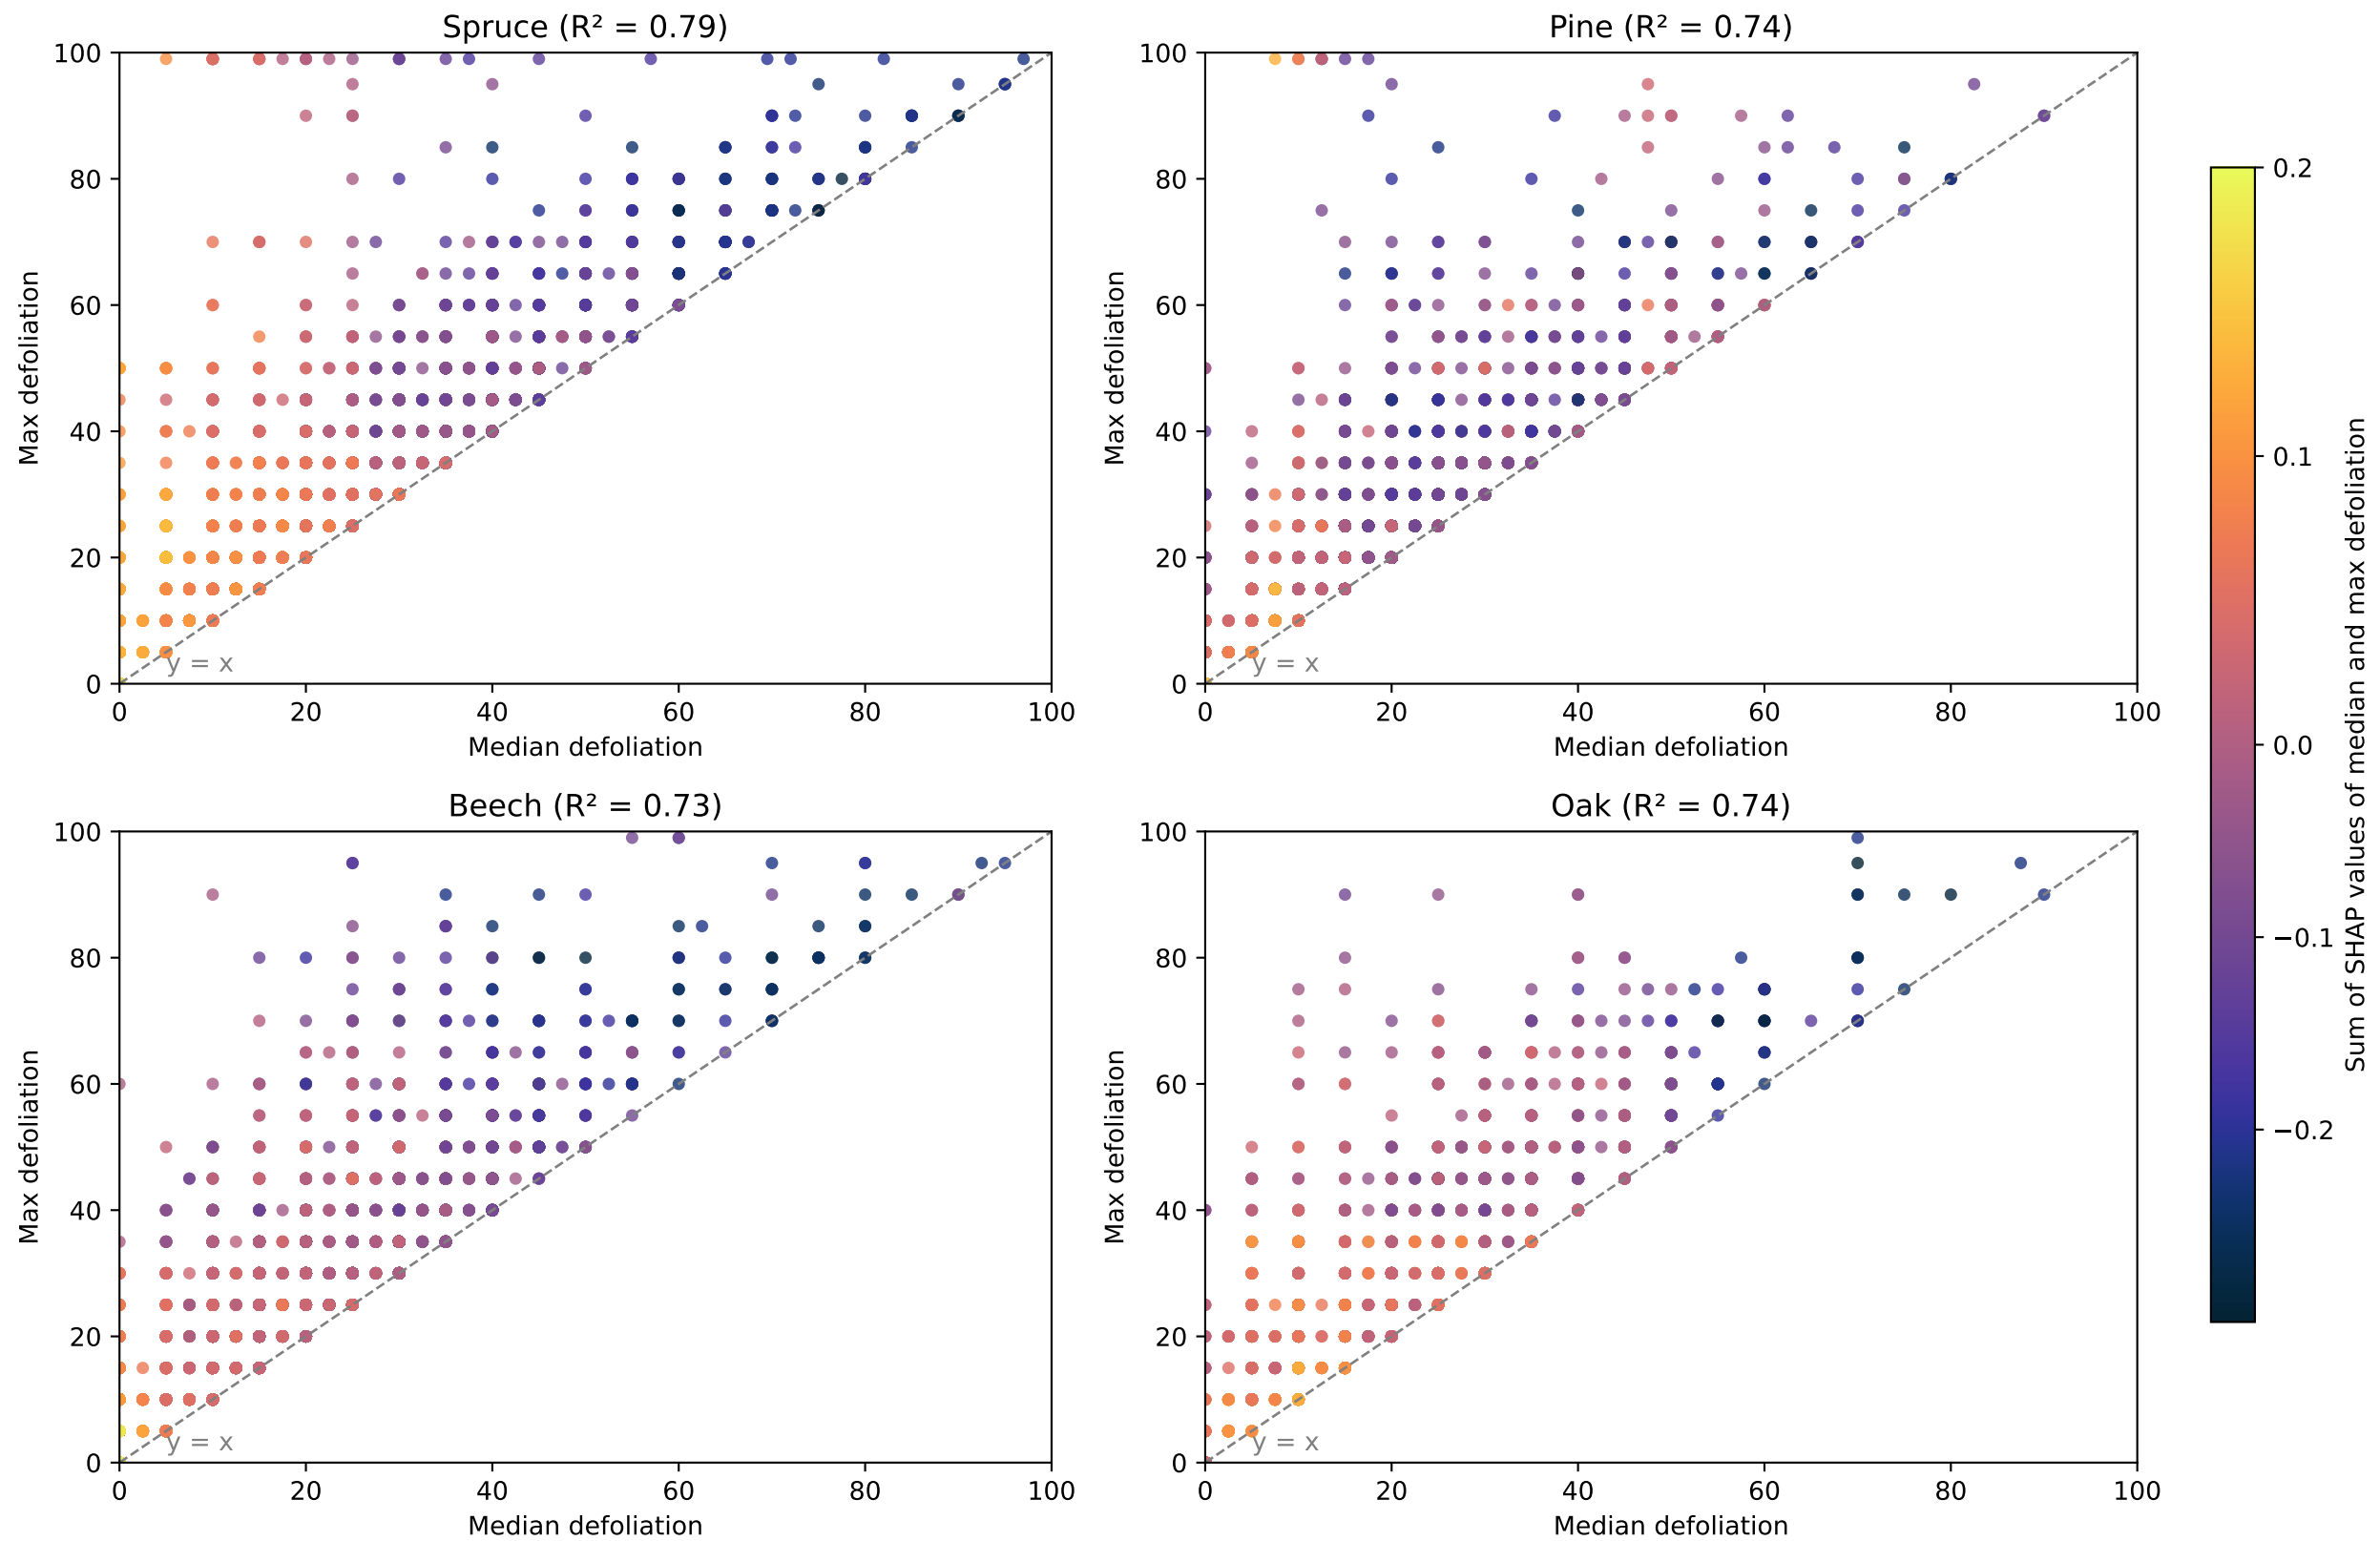 Spruce (R² = 0.79)
100
80
60
40
20
0
Max defoliation
y = x
0 20 40 60 80 100
Median defoliation
Pine (R² = 0.74)
100
80
60
40
20
0
Max defoliation
y = x
0 20 40 60 80 100
Median defoliation
Beech (R² = 0.73)
100
80
60
40
20
0
Max defoliation
y = x
0 20 40 60 80 100
Median defoliation
Oak (R² = 0.74)
100
80
60
40
20
0
Max defoliation
y = x
0 20 40 60 80 100
Median defoliation
0.2
0.1
0.0
−0.1
−0.2
Sum of SHAP values of median and max defoliation